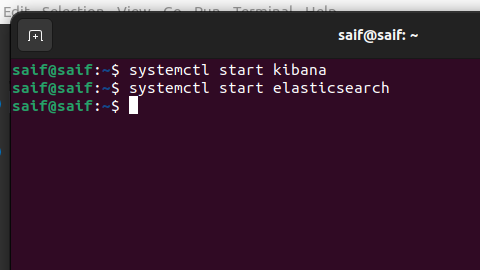 Edit Selection View Go Run Terminal Help
saif@saif: ~
saif@saif:~$ systemctl start kibana
saif@saif:~$ systemctl start elasticsearch
saif@saif:~$